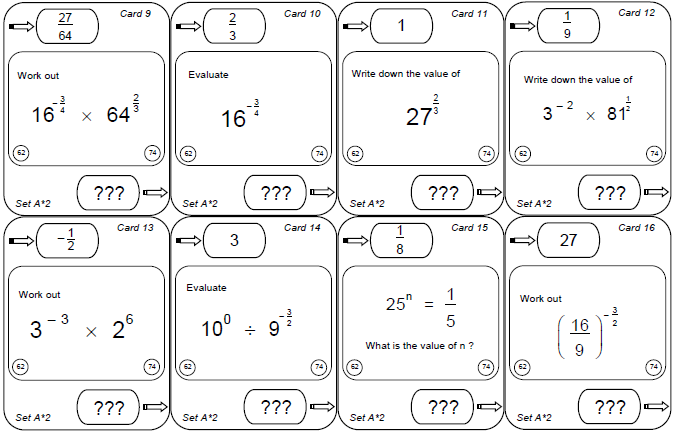 27/64 Card 9
Work out
16^(-3/4) × 64^(2/3)
62 74
???
Set A*2
2/3 Card 10
Evaluate
16^(-3/4)
62 74
???
Set A*2
1 Card 11
Write down the value of
27^(2/3)
62 74
???
Set A*2
1/9 Card 12
Write down the value of
3^(-2) × 81^(1/2)
62 74
???
Set A*2
-1/2 Card 13
Work out
3^(-3) × 2^6
62 74
???
Set A*2
3 Card 14
Evaluate
10^0 ÷ 9^(-3/2)
62 74
???
Set A*2
1/8 Card 15
25^n = 1/5
What is the value of n ?
62 74
???
Set A*2
27 Card 16
Work out
(16/9)^(-3/2)
62 74
???
Set A*2